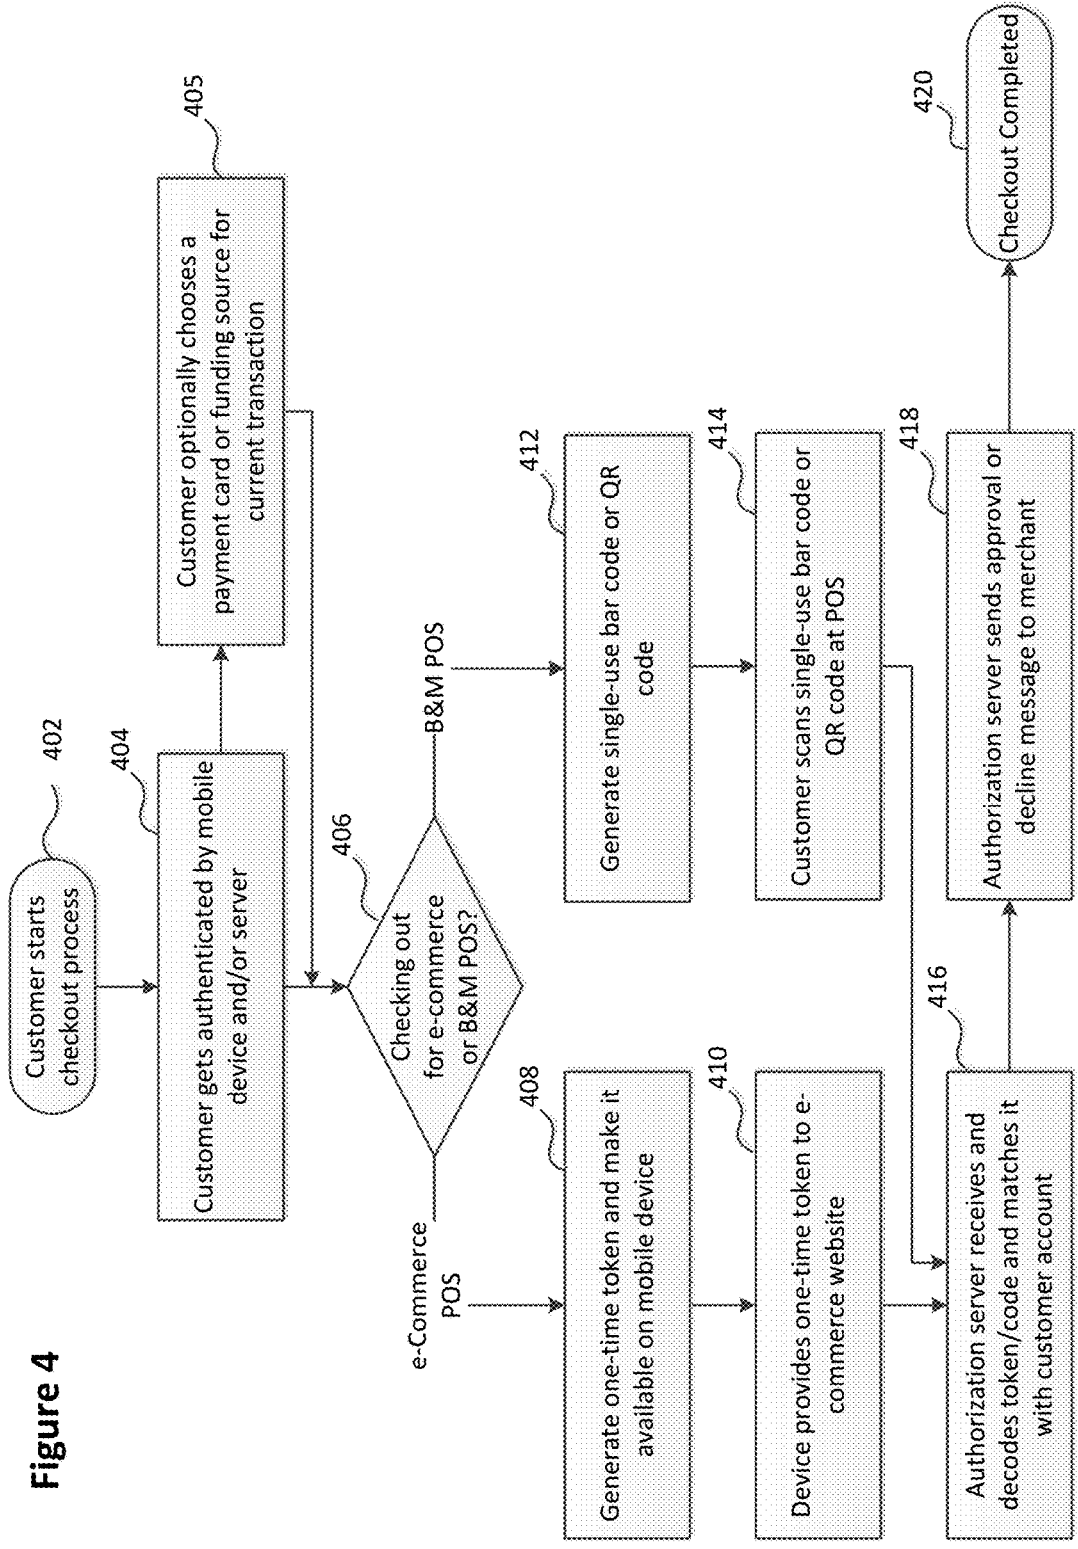 Figure 4
Customer starts
checkout process
402
Customer gets authenticated by mobile
device and/or server
404
Customer optionally chooses a
payment card or funding source for
current transaction
405
Checking out
for e-commerce
or B&M POS?
406
e-Commerce
POS
B&M POS
Generate one-time token and make it
available on mobile device
408
Generate single-use bar code or QR
code
412
Device provides one-time token to e-
commerce website
410
Customer scans single-use bar code or
QR code at POS
414
Authorization server receives and
decodes token/code and matches it
with customer account
416
Authorization server sends approval or
decline message to merchant
418
Checkout Completed
420